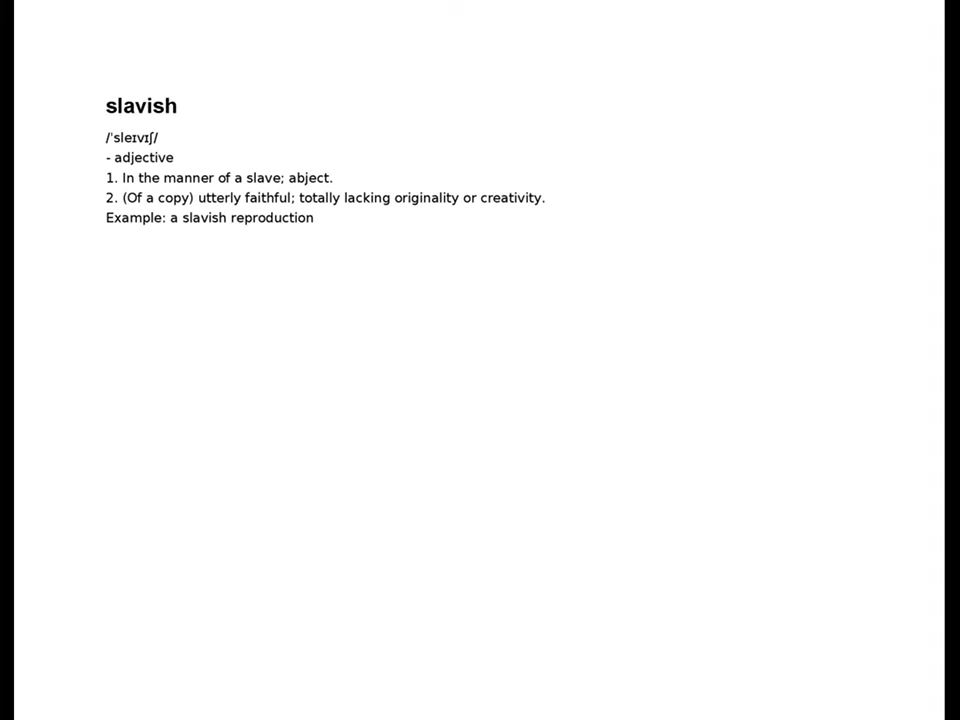 slavish
/ˈsleɪvɪʃ/
- adjective
1. In the manner of a slave; abject.
2. (Of a copy) utterly faithful; totally lacking originality or creativity.
Example: a slavish reproduction